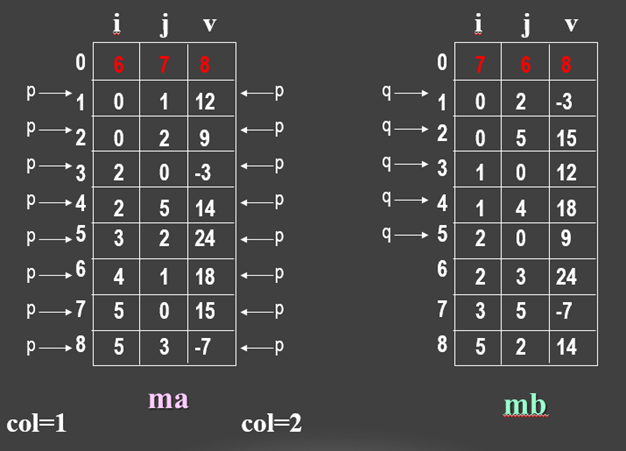 i j v i j v
0 6 7 8 0 7 6 8
p 1 0 1 12 p q 1 0 2 -3
p 2 0 2 9 p q 2 0 5 15
p 3 2 0 -3 p q 3 1 0 12
p 4 2 5 14 p q 4 1 4 18
p 5 3 2 24 p q 5 2 0 9
p 6 4 1 18 p 6 2 3 24
p 7 5 0 15 p 7 3 5 -7
p 8 5 3 -7 p 8 5 2 14
ma mb
col=1 col=2